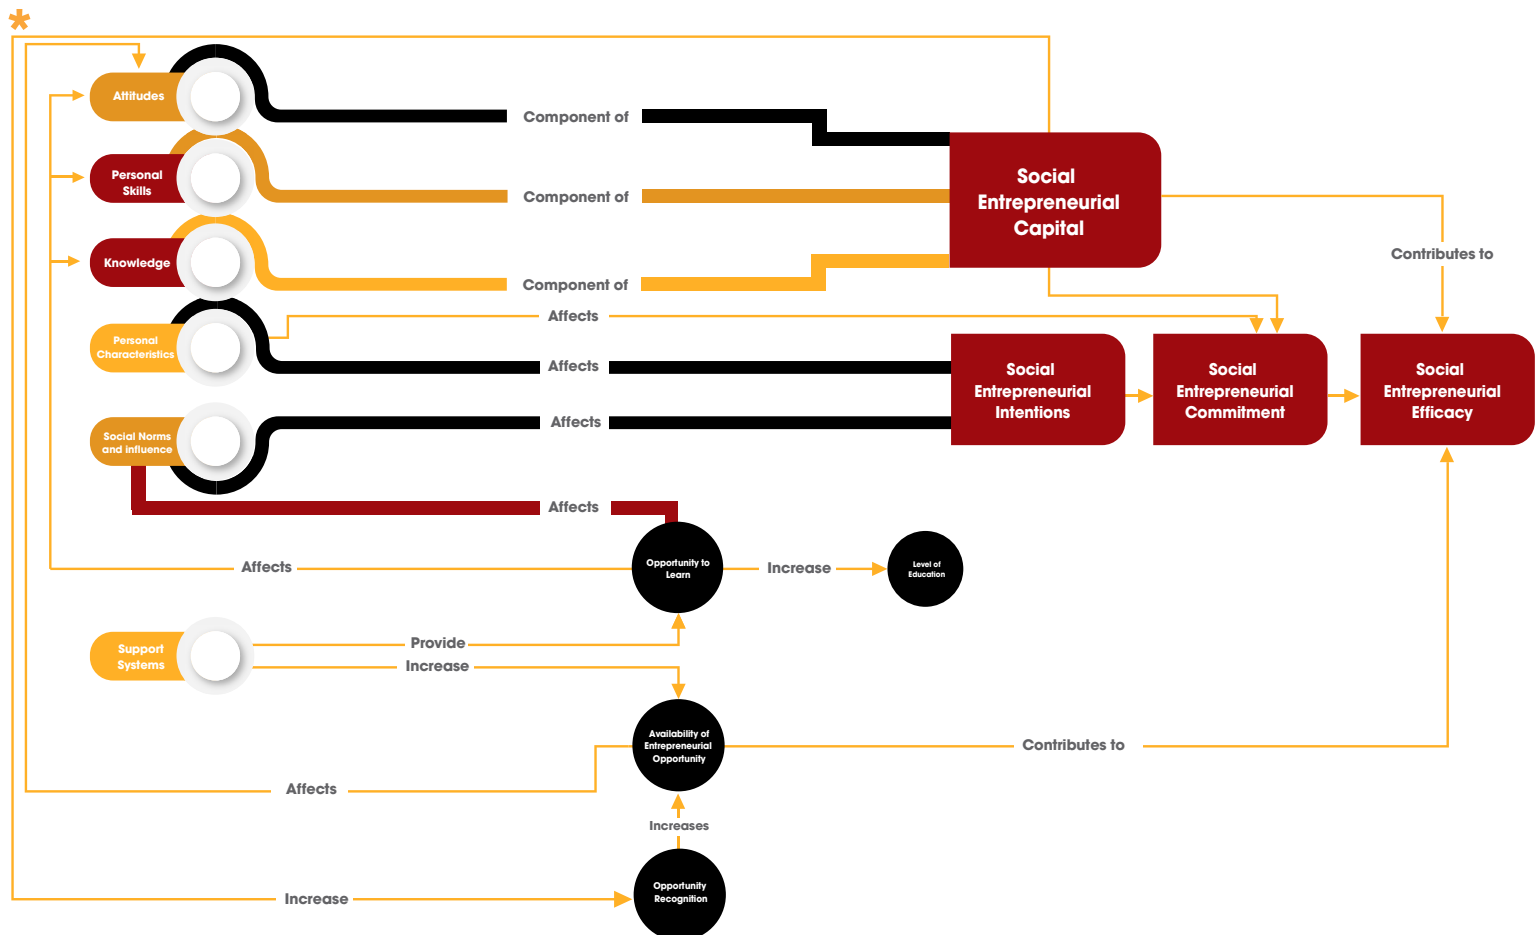 *
Attitudes
Component of
Personal
Skills
Component of
Social
Entrepreneurial
Capital
Knowledge
Component of
Contributes to
Personal
Characteristics
Affects
Affects
Social Norms
and influence
Affects
Social
Entrepreneurial
Intentions
Social
Entrepreneurial
Commitment
Social
Entrepreneurial
Efficacy
Affects
Affects
Opportunity to
Learn
Increase
Level of
Education
Support
Systems
Provide
Increase
Availability of
Entrepreneurial
Opportunity
Contributes to
Affects
Increases
Opportunity
Recognition
Increase